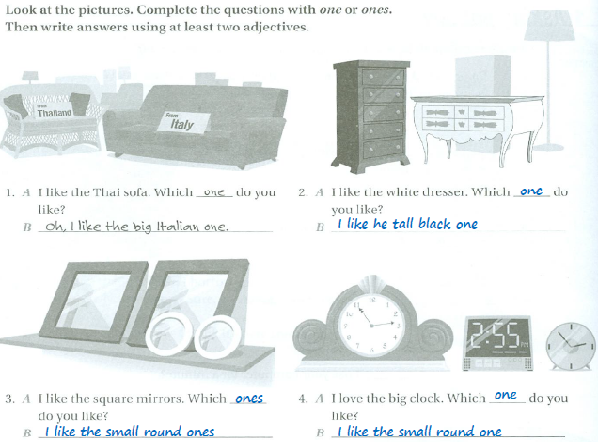 Look at the pictures. Complete the questions with one or ones.
Then write answers using at least two adjectives.
From Thailand
From Italy
1. A I like the Thai sofa. Which one do you like?
B Oh, I like the big Italian one.
2. A I like the white dresser. Which one do you like?
B I like he tall black one
3. A I like the square mirrors. Which ones do you like?
B I like the small round ones
2:55 PM
4. A I love the big clock. Which one do you like?
B I like the small round one